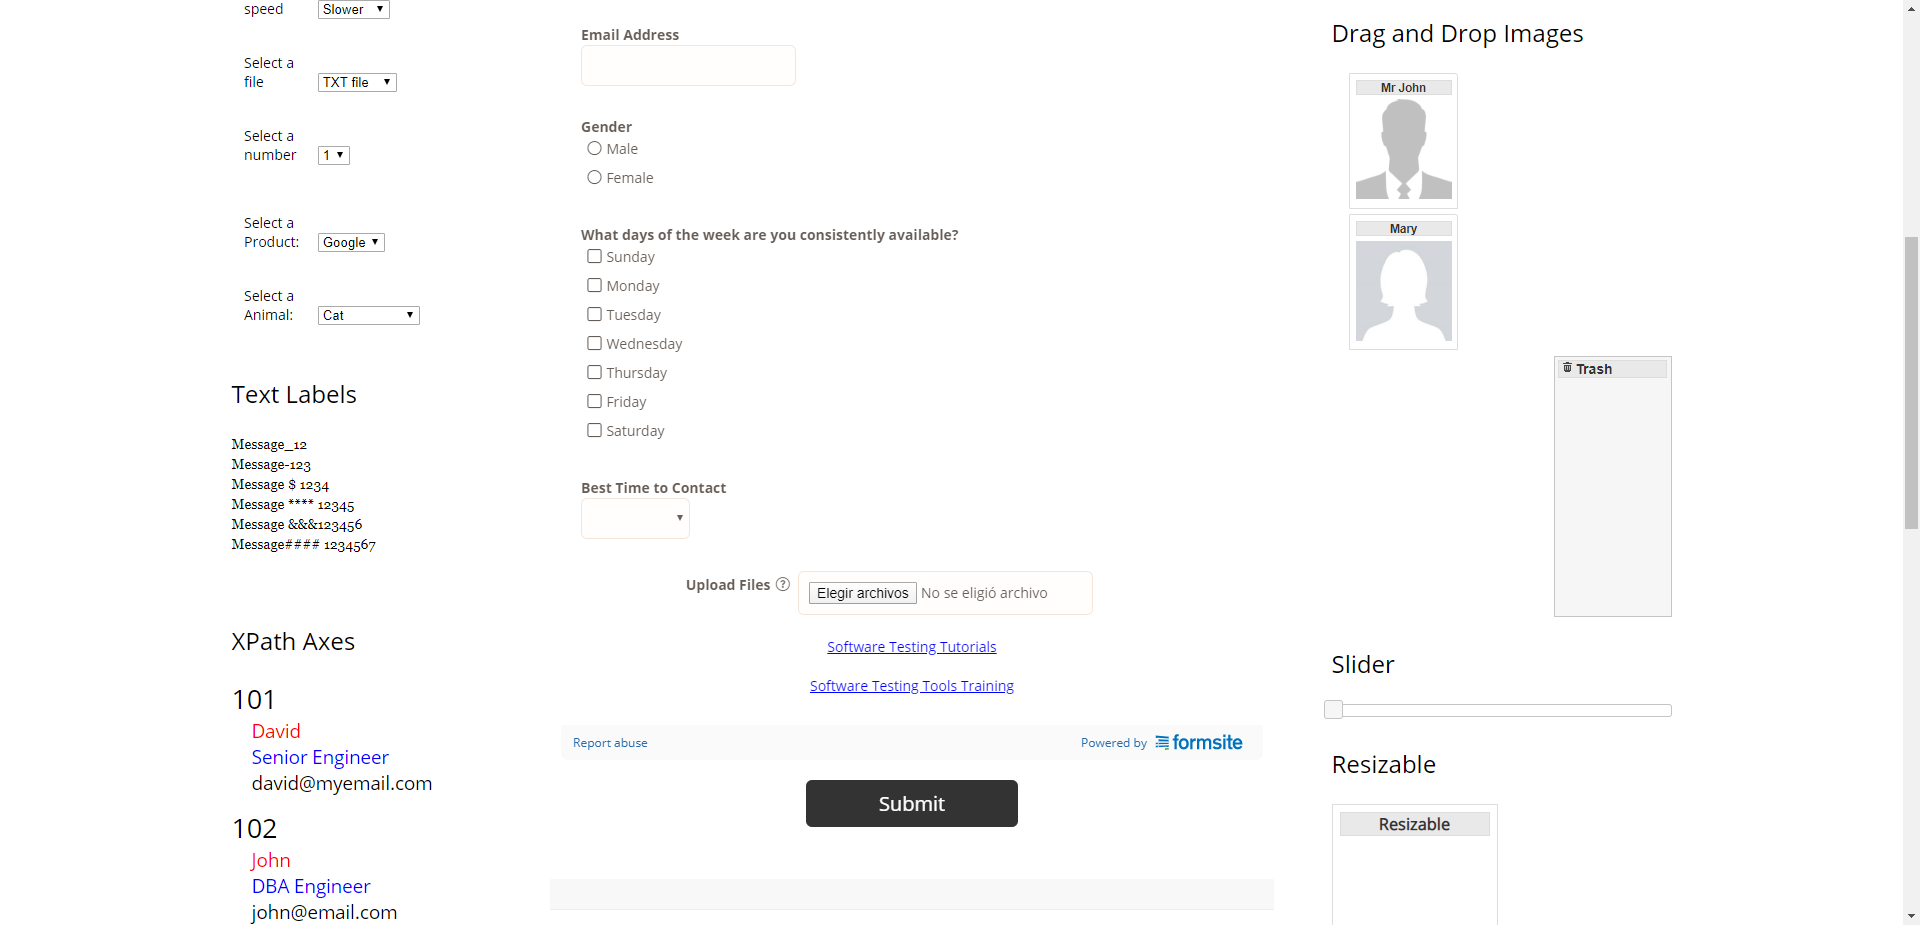 speed
Slower
Select a
file
TXT file
Select a
number
1
Select a
Product:
Google
Select a
Animal:
Cat
Text Labels
Message_12
Message-123
Message $ 1234
Message **** 12345
Message &&&123456
Message#### 1234567
XPath Axes
101
David
Senior Engineer
david@myemail.com
102
John
DBA Engineer
john@email.com
Email Address
Gender
Male
Female
What days of the week are you consistently available?
Sunday
Monday
Tuesday
Wednesday
Thursday
Friday
Saturday
Best Time to Contact
Upload Files ?
Elegir archivos No se eligió archivo
Software Testing Tutorials
Software Testing Tools Training
Report abuse
Powered by formsite
Submit
Drag and Drop Images
Mr John
Mary
Trash
Slider
Resizable
Resizable